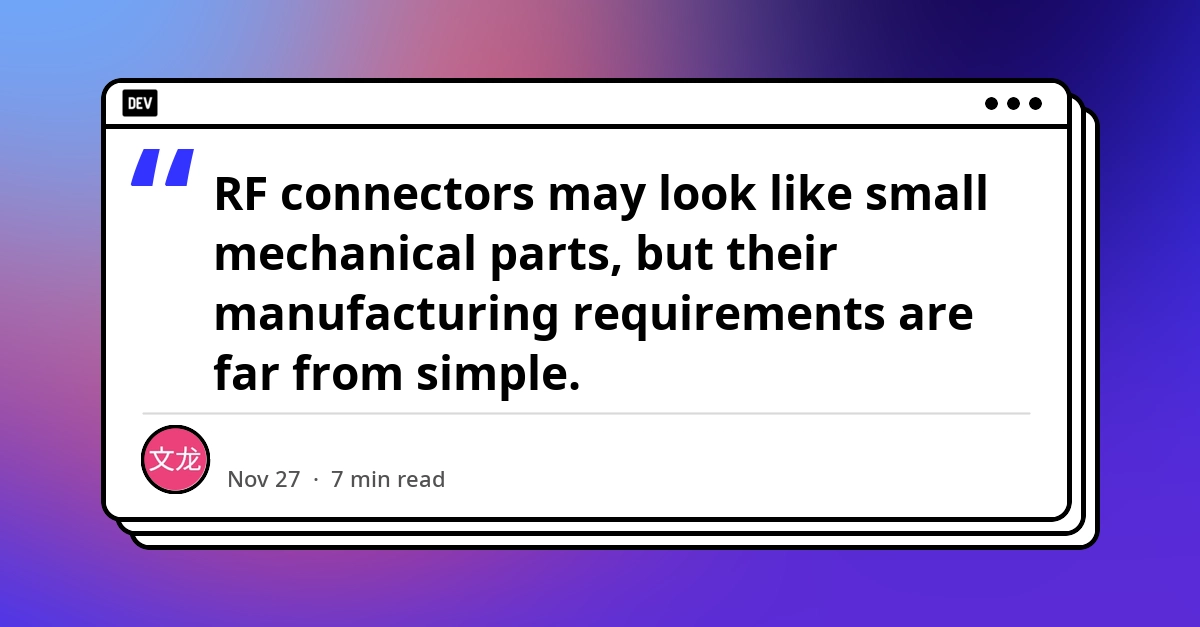 DEV
“ RF connectors may look like small
mechanical parts, but their
manufacturing requirements are
far from simple.
文龙
Nov 27 · 7 min read